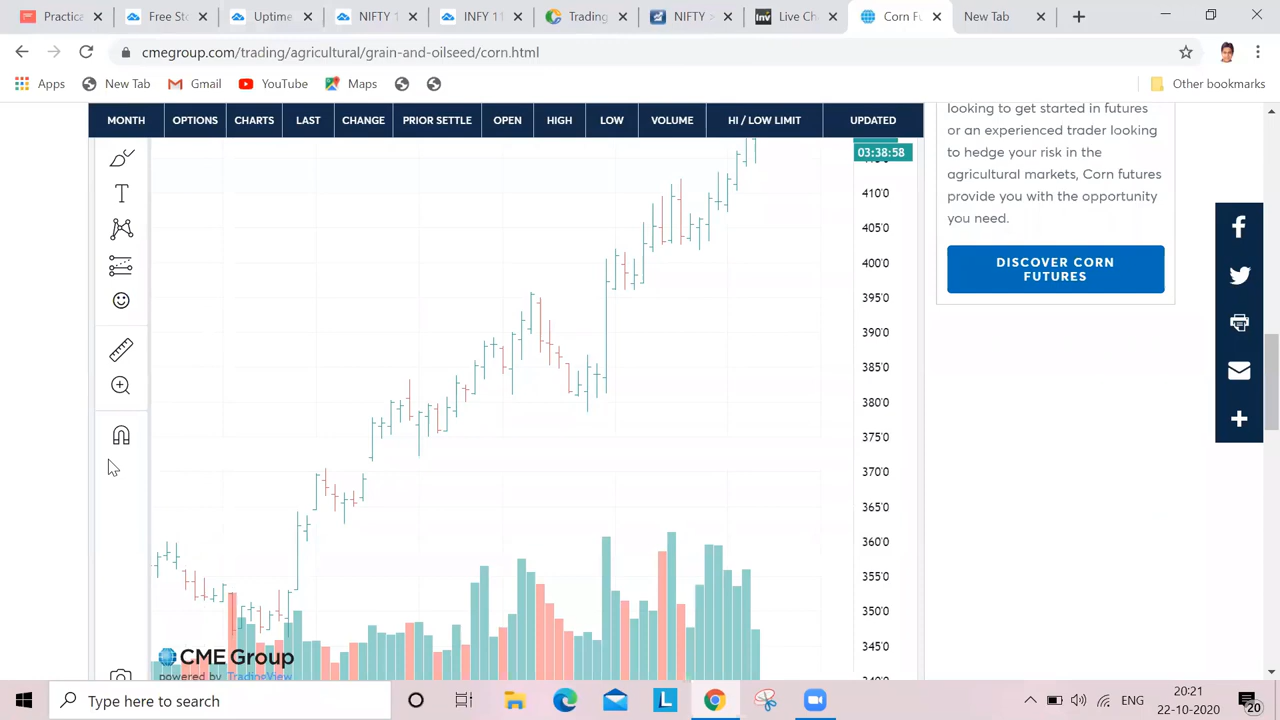 Practica
Free St
Uptime
NIFTY 1
INFY 11
Trading
NIFTY
Inv
Live Ch
Corn Fu
New Tab
cmegroup.com/trading/agricultural/grain-and-oilseed/corn.html
Apps
New Tab
Gmail
YouTube
Maps
Other bookmarks
MONTH OPTIONS CHARTS LAST CHANGE PRIOR SETTLE OPEN HIGH LOW VOLUME HI / LOW LIMIT UPDATED
03:38:58
410'0
405'0
400'0
395'0
390'0
385'0
380'0
375'0
370'0
365'0
360'0
355'0
350'0
345'0
CME Group
powered by TradingView
looking to get started in futures
or an experienced trader looking
to hedge your risk in the
agricultural markets, Corn futures
provide you with the opportunity
you need.
DISCOVER CORN
FUTURES
Type here to search
ENG
20:21
22-10-2020
20